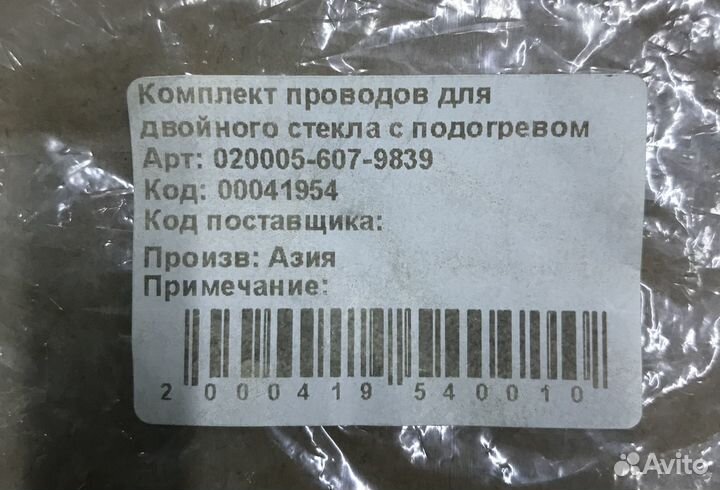 Комплект проводов для
двойного стекла с подогревом
Арт: 020005-607-9839
Код: 00041954
Код поставщика:
Произв: Азия
Примечание:
2 000419 540010
Avito